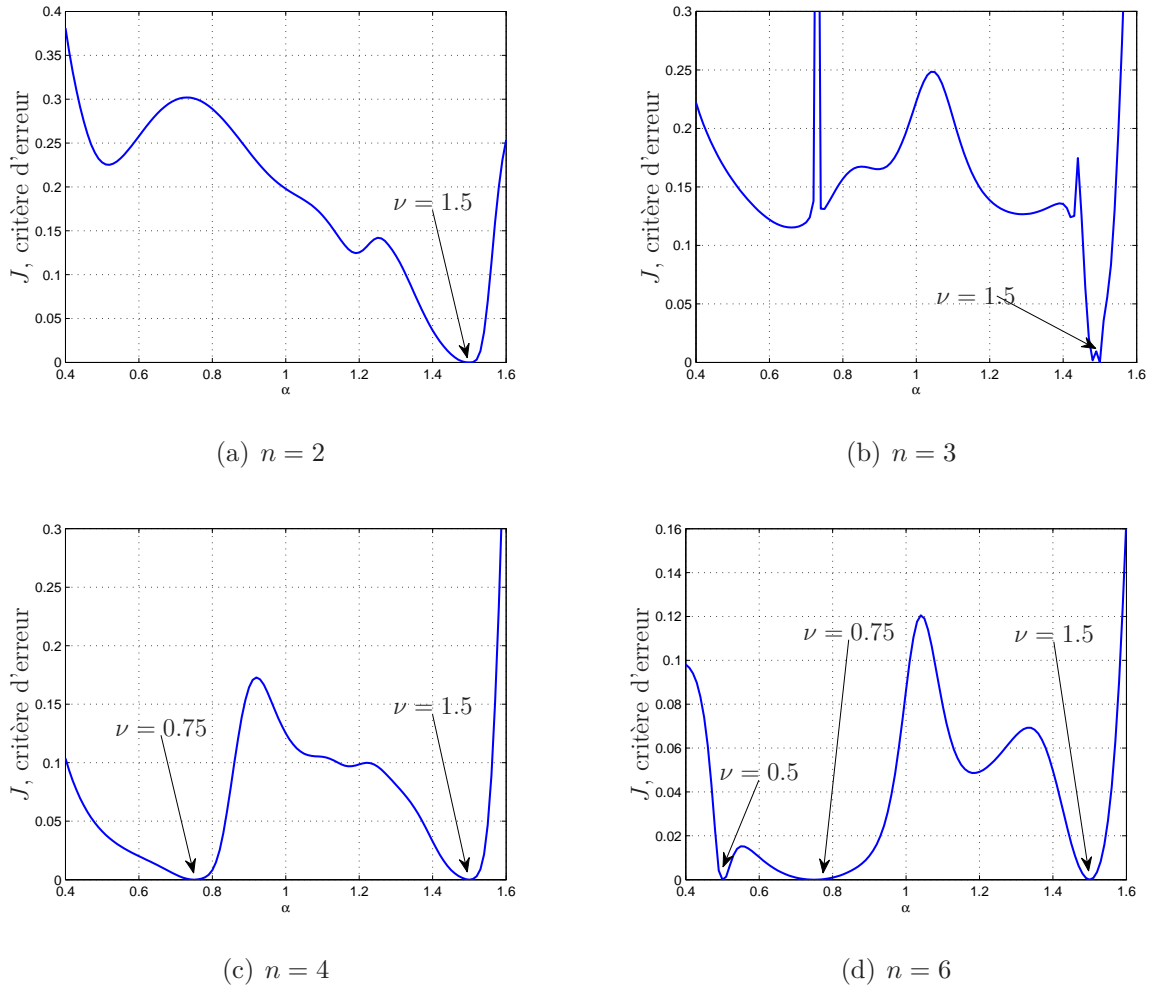 J, critère d'erreur
0.4
0.35
0.3
0.25
0.2
0.15
0.1
0.05
0
ν = 1.5
0.4 0.6 0.8 1 1.2 1.4 1.6
α
(a) n = 2
J, critère d'erreur
0.3
0.25
0.2
0.15
0.1
0.05
0
ν = 1.5
0.4 0.6 0.8 1 1.2 1.4 1.6
α
(b) n = 3
J, critère d'erreur
0.3
0.25
0.2
0.15
0.1
0.05
0
ν = 0.75
ν = 1.5
0.4 0.6 0.8 1 1.2 1.4 1.6
α
(c) n = 4
J, critère d'erreur
0.16
0.14
0.12
0.1
0.08
0.06
0.04
0.02
0
ν = 0.5
ν = 0.75
ν = 1.5
0.4 0.6 0.8 1 1.2 1.4 1.6
α
(d) n = 6